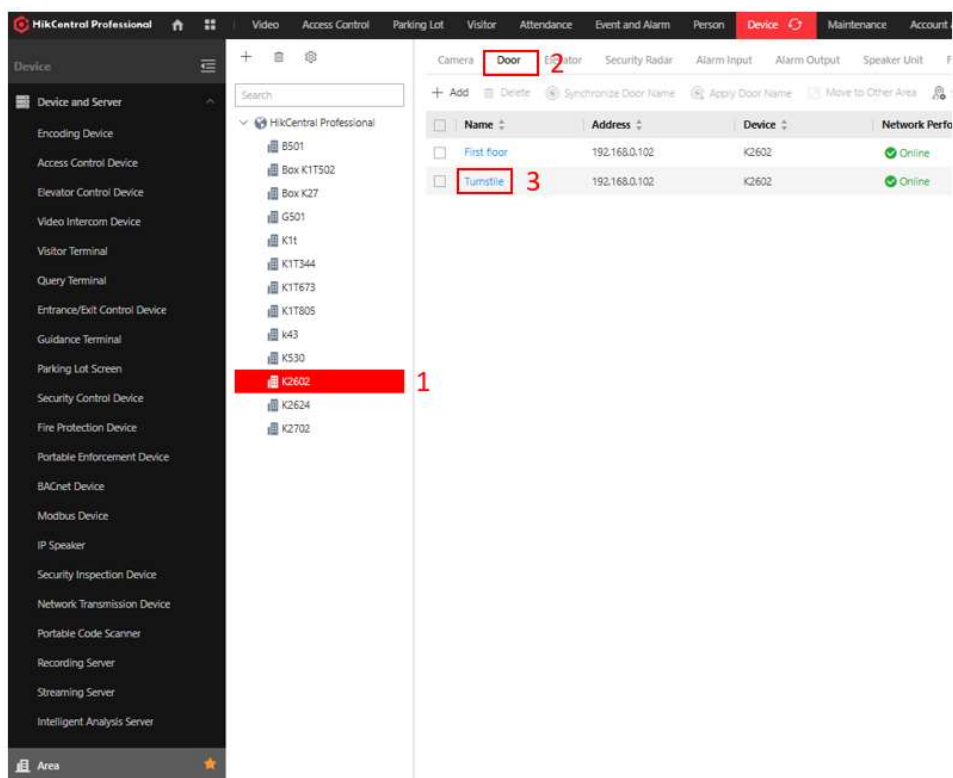 HikCentral Professional Video Access Control Parking Lot Visitor Attendance Event and Alarm Person Device Maintenance Account
Device
Device and Server
Encoding Device
Access Control Device
Elevator Control Device
Video Intercom Device
Visitor Terminal
Query Terminal
Entrance/Exit Control Device
Guidance Terminal
Parking Lot Screen
Security Control Device
Fire Protection Device
Portable Enforcement Device
BACnet Device
Modbus Device
IP Speaker
Security Inspection Device
Network Transmission Device
Portable Code Scanner
Recording Server
Streaming Server
Intelligent Analysis Server
Area
Search
HikCentral Professional
B501
Box K1T502
Box K27
G501
K1t
K1T344
K1T673
K1T805
k43
K530
K2602 1
K2624
K2702
Camera Door 2 Elevator Security Radar Alarm Input Alarm Output Speaker Unit F
Add Delete Synchronize Door Name Apply Door Name Move to Other Area
Name Address Device Network Perfo
First floor 192.168.0.102 K2602 Online
Turnstile 3 192.168.0.102 K2602 Online